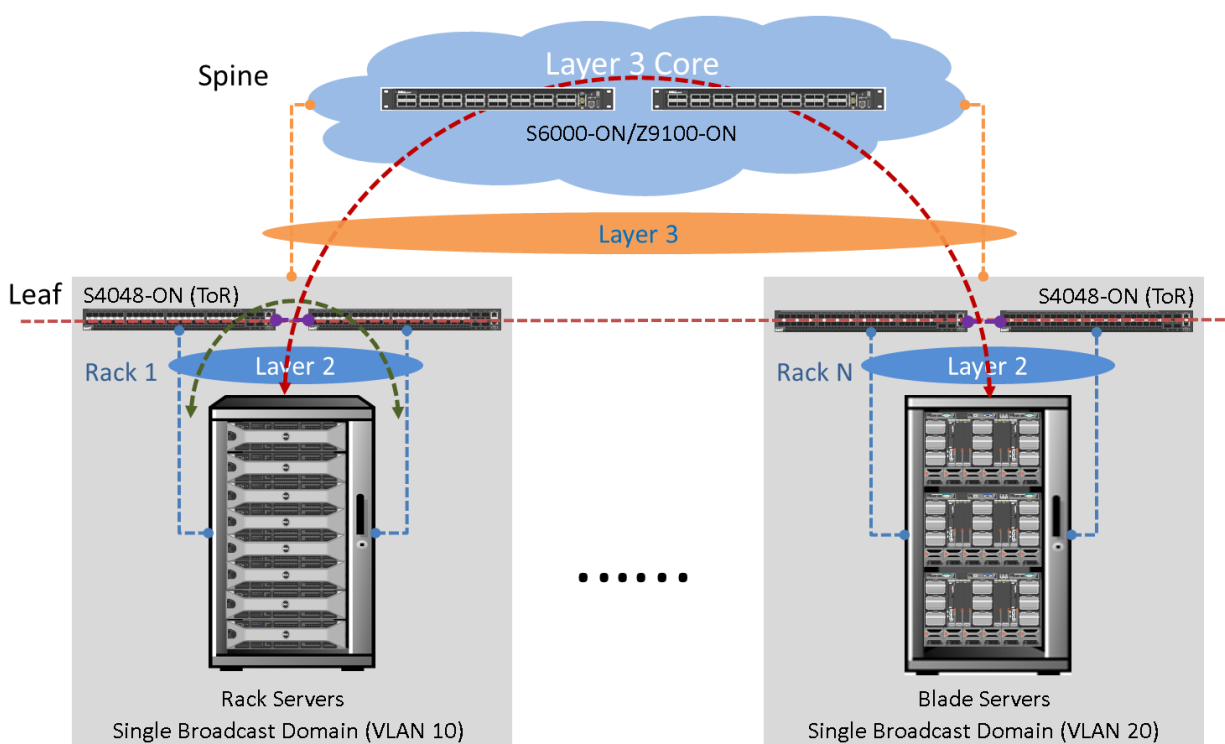 Spine
Layer 3 Core
S6000-ON/Z9100-ON
Layer 3
Leaf
S4048-ON (ToR)
S4048-ON (ToR)
Rack 1
Layer 2
Rack N
Layer 2
......
Rack Servers
Single Broadcast Domain (VLAN 10)
Blade Servers
Single Broadcast Domain (VLAN 20)